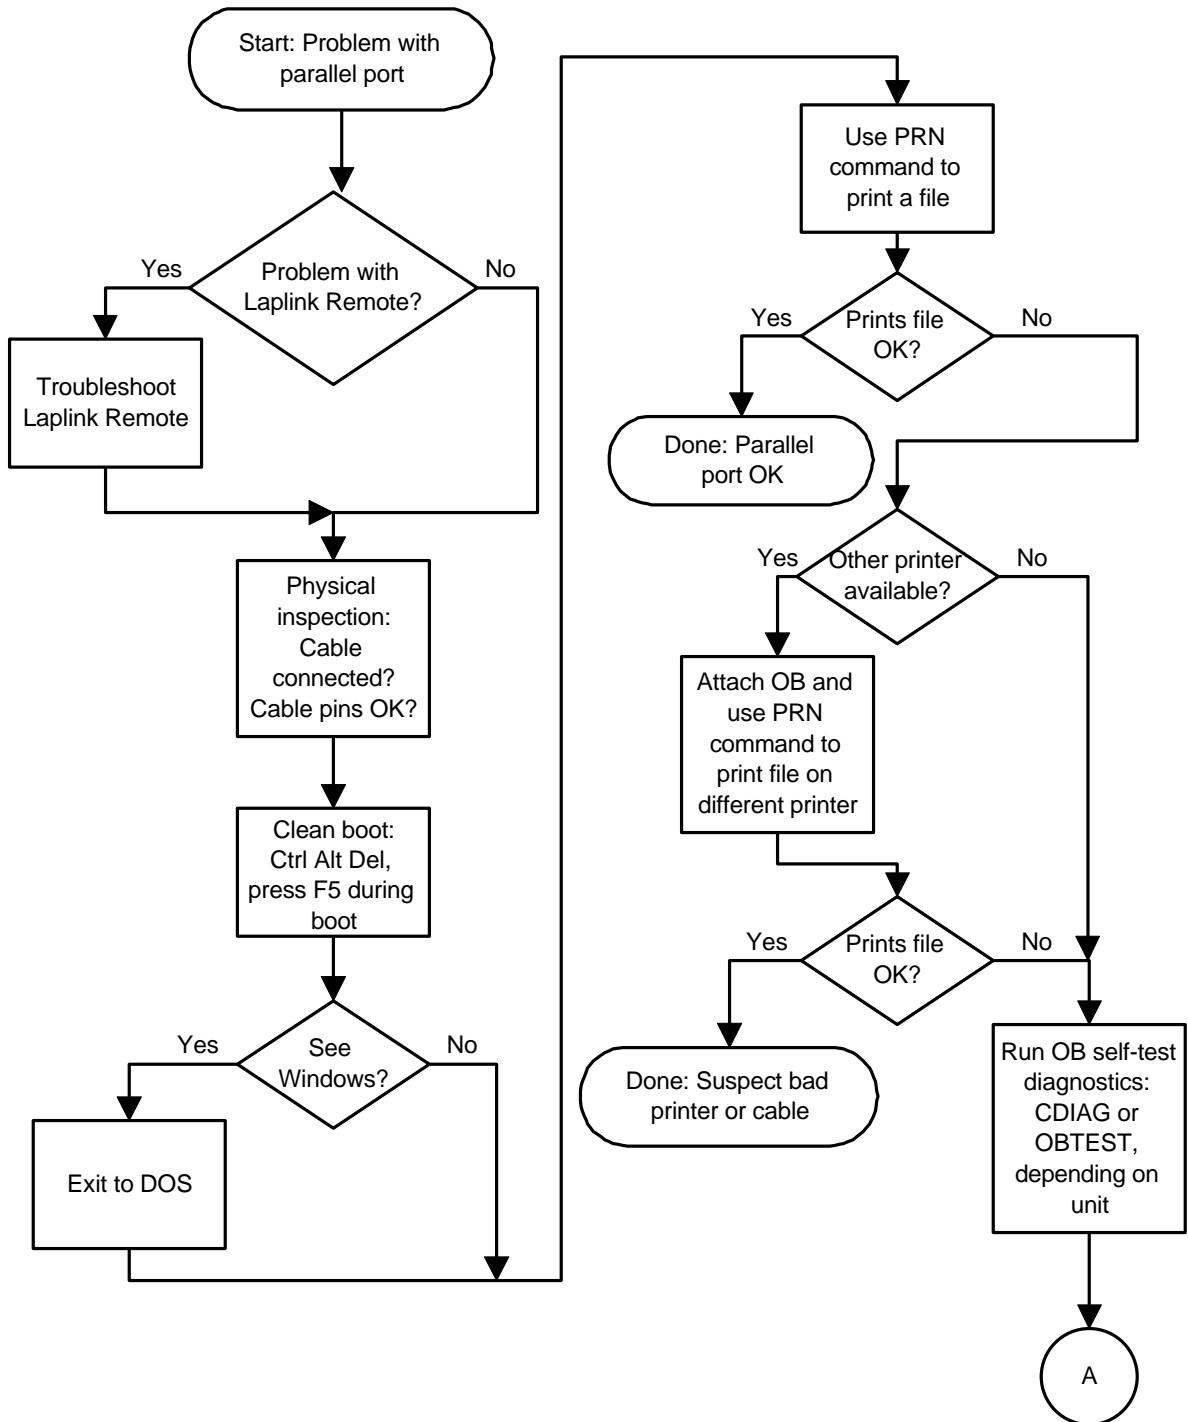 Start: Problem with
parallel port
Yes
Problem with
Laplink Remote?
No
Troubleshoot
Laplink Remote
Physical
inspection:
Cable
connected?
Cable pins OK?
Clean boot:
Ctrl Alt Del,
press F5 during
boot
Yes
See
Windows?
No
Exit to DOS
Use PRN
command to
print a file
Yes
Prints file
OK?
No
Done: Parallel
port OK
Yes
Other printer
available?
No
Attach OB and
use PRN
command to
print file on
different printer
Yes
Prints file
OK?
No
Done: Suspect bad
printer or cable
Run OB self-test
diagnostics:
CDIAG or
OBTEST,
depending on
unit
A